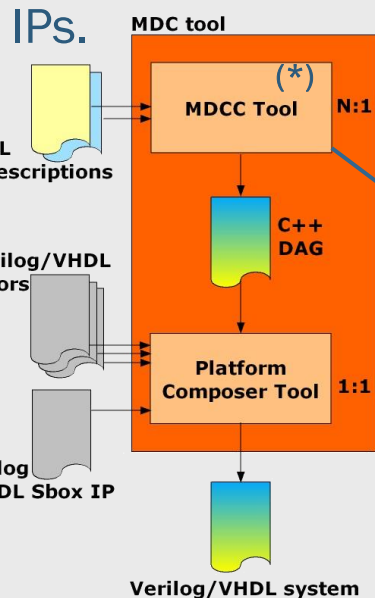 IPs.
MDC tool
(*)
MDCC Tool
N:1
L
escriptions
C++
DAG
ilog/VHDL
ors
Platform
Composer Tool
1:1
log
DL Sbox IP
Verilog/VHDL system